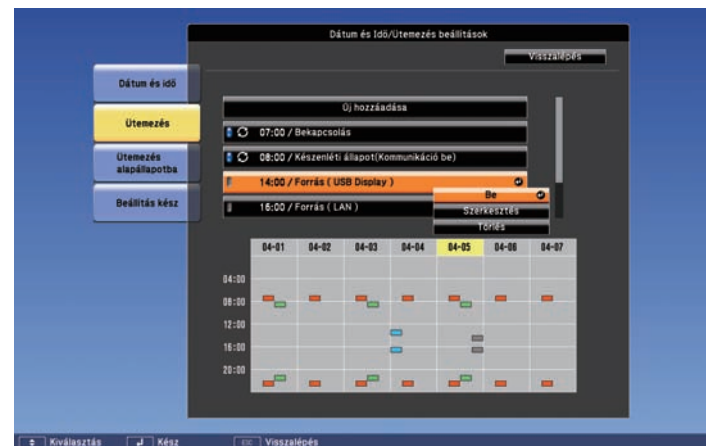 Dátum és Idő/Ütemezés beállítások
Visszalépés
Dátum és idő
Ütemezés
Ütemezés
alapállapotba
Beállítás kész
Új hozzáadása
07:00 / Bekapcsolás
08:00 / Készenléti állapot(Kommunikáció be)
14:00 / Forrás ( USB Display )
16:00 / Forrás ( LAN )
Be
Szerkesztés
Törlés
04-01 04-02 04-03 04-04 04-05 04-06 04-07
04:00
08:00
12:00
16:00
20:00
Kiválasztás Kész Esc Visszalépés